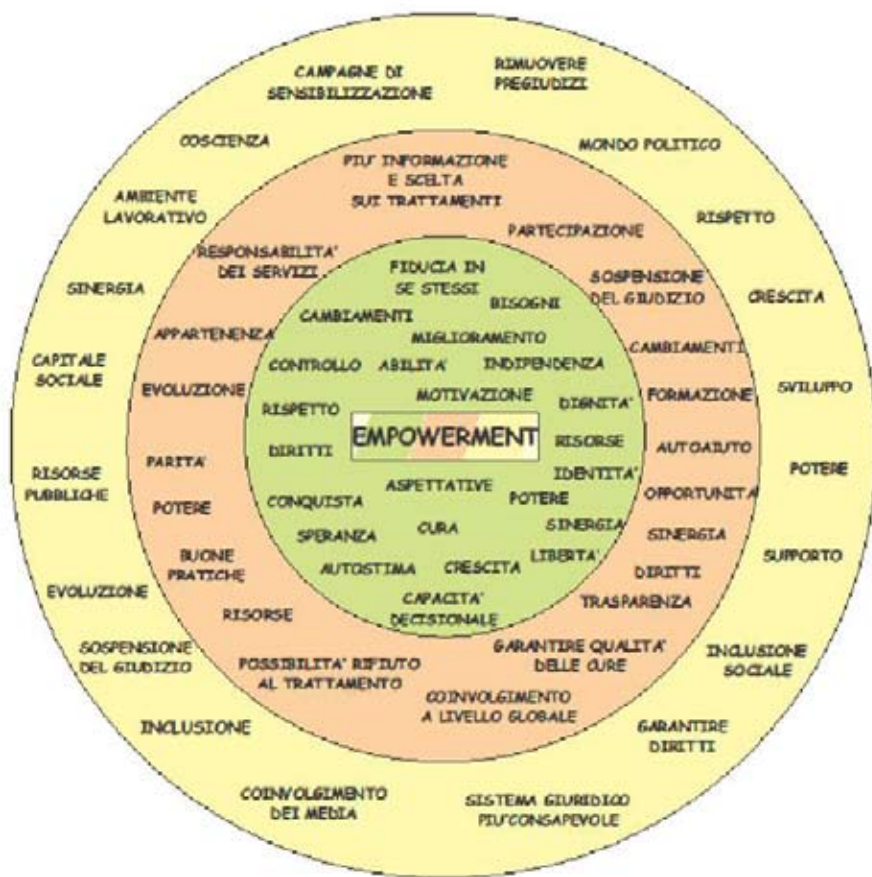 CAMPAGNE DI
SENSIBILIZZAZIONE
RIMUOVERE
PREGIUDIZI
COSCIENZA
MONDO POLITICO
AMBIENTE
LAVORATIVO
RISPETTO
SINERGIA
CRESCITA
CAPITALE
SOCIALE
SVILUPPO
RISORSE
PUBBLICHE
POTERE
EVOLUZIONE
SUPPORTO
SOSPENSIONE
DEL GIUDIZIO
INCLUSIONE
SOCIALE
INCLUSIONE
GARANTIRE
DIRITTI
COINVOLGIMENTO
DEI MEDIA
SISTEMA GIURIDICO
PIU'CONSAPEVOLE
PIU' INFORMAZIONE
E SCELTA
SUI TRATTAMENTI
PARTECIPAZIONE
RESPONSABILITA'
DEI SERVIZI
SOSPENSIONE
DEL GIUDIZIO
APPARTENENZA
CAMBIAMENTI
EVOLUZIONE
FORMAZIONE
PARITA'
AUTOAIUTO
POTERE
OPPORTUNITA
BUONE
PRATICHE
SINERGIA
DIRITTI
RISORSE
TRASPARENZA
POSSIBILITA' RIFIUTO
AL TRATTAMENTO
GARANTIRE QUALITA'
DELLE CURE
COINVOLGIMENTO
A LIVELLO GLOBALE
FIDUCIA IN
SE STESSI
BISOGNI
CAMBIAMENTI
MIGLIORAMENTO
CONTROLLO
ABILITA'
INDIPENDENZA
MOTIVAZIONE
RISPETTO
DIGNITA'
EMPOWERMENT
DIRITTI
RISORSE
IDENTITA'
ASPETTATIVE
CONQUISTA
POTERE
SPERANZA
CURA
SINERGIA
LIBERTA'
AUTOSTIMA
CRESCITA
CAPACITA'
DECISIONALE